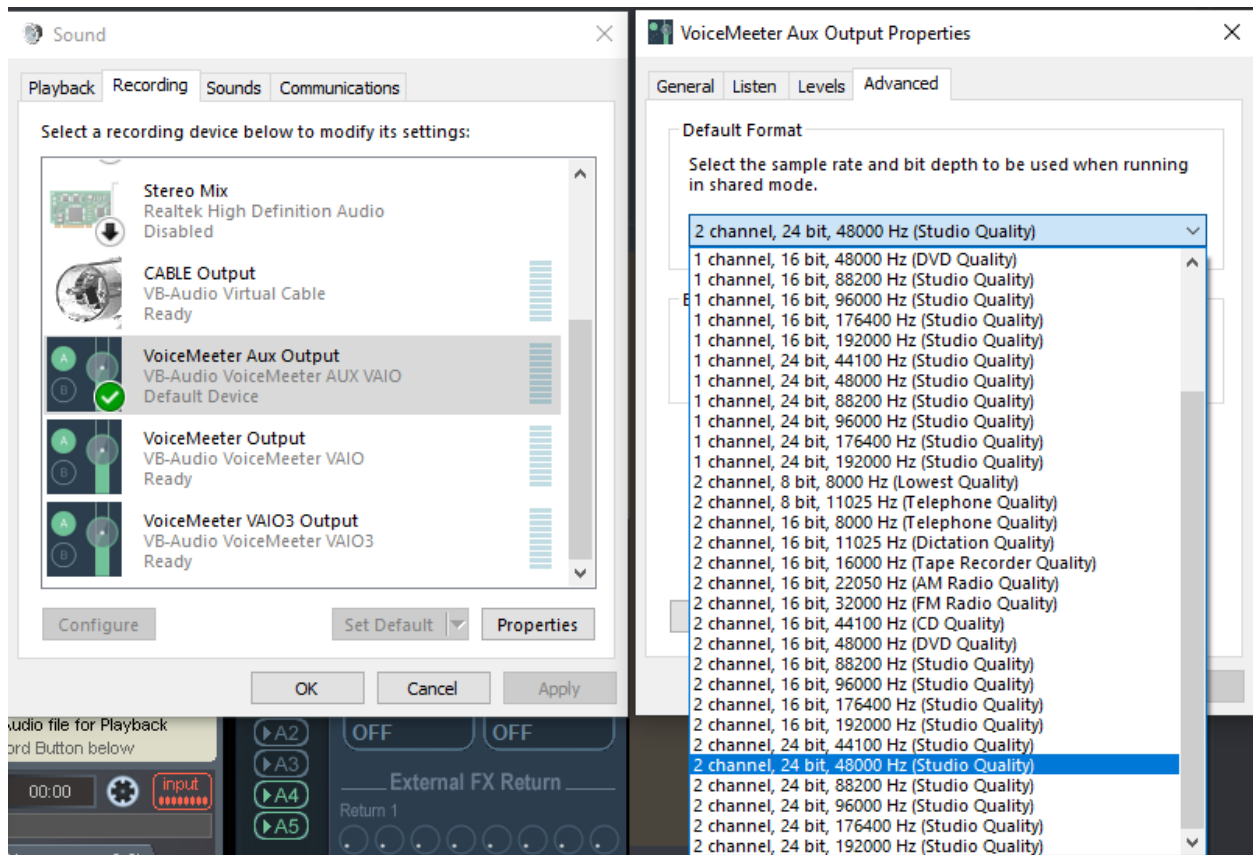 Sound
Playback
Recording
Sounds
Communications
Select a recording device below to modify its settings:
Stereo Mix
Realtek High Definition Audio
Disabled
CABLE Output
VB-Audio Virtual Cable
Ready
VoiceMeeter Aux Output
VB-Audio VoiceMeeter AUX VAIO
Default Device
VoiceMeeter Output
VB-Audio VoiceMeeter VAIO
Ready
VoiceMeeter VAIO3 Output
VB-Audio VoiceMeeter VAIO3
Ready
Configure
Set Default
Properties
OK
Cancel
Apply
VoiceMeeter Aux Output Properties
General
Listen
Levels
Advanced
Default Format
Select the sample rate and bit depth to be used when running
in shared mode.
2 channel, 24 bit, 48000 Hz (Studio Quality)
1 channel, 16 bit, 48000 Hz (DVD Quality)
1 channel, 16 bit, 88200 Hz (Studio Quality)
1 channel, 16 bit, 96000 Hz (Studio Quality)
1 channel, 16 bit, 176400 Hz (Studio Quality)
1 channel, 16 bit, 192000 Hz (Studio Quality)
1 channel, 24 bit, 44100 Hz (Studio Quality)
1 channel, 24 bit, 48000 Hz (Studio Quality)
1 channel, 24 bit, 88200 Hz (Studio Quality)
1 channel, 24 bit, 96000 Hz (Studio Quality)
1 channel, 24 bit, 176400 Hz (Studio Quality)
1 channel, 24 bit, 192000 Hz (Studio Quality)
2 channel, 8 bit, 8000 Hz (Lowest Quality)
2 channel, 8 bit, 11025 Hz (Telephone Quality)
2 channel, 16 bit, 8000 Hz (Telephone Quality)
2 channel, 16 bit, 11025 Hz (Dictation Quality)
2 channel, 16 bit, 16000 Hz (Tape Recorder Quality)
2 channel, 16 bit, 22050 Hz (AM Radio Quality)
2 channel, 16 bit, 32000 Hz (FM Radio Quality)
2 channel, 16 bit, 44100 Hz (CD Quality)
2 channel, 16 bit, 48000 Hz (DVD Quality)
2 channel, 16 bit, 88200 Hz (Studio Quality)
2 channel, 16 bit, 96000 Hz (Studio Quality)
2 channel, 16 bit, 176400 Hz (Studio Quality)
2 channel, 16 bit, 192000 Hz (Studio Quality)
2 channel, 24 bit, 44100 Hz (Studio Quality)
2 channel, 24 bit, 48000 Hz (Studio Quality)
2 channel, 24 bit, 88200 Hz (Studio Quality)
2 channel, 24 bit, 96000 Hz (Studio Quality)
2 channel, 24 bit, 176400 Hz (Studio Quality)
2 channel, 24 bit, 192000 Hz (Studio Quality)
Audio file for Playback
ord Button below
00:00
input
A2
A3
A4
A5
OFF
OFF
External FX Return
Return 1